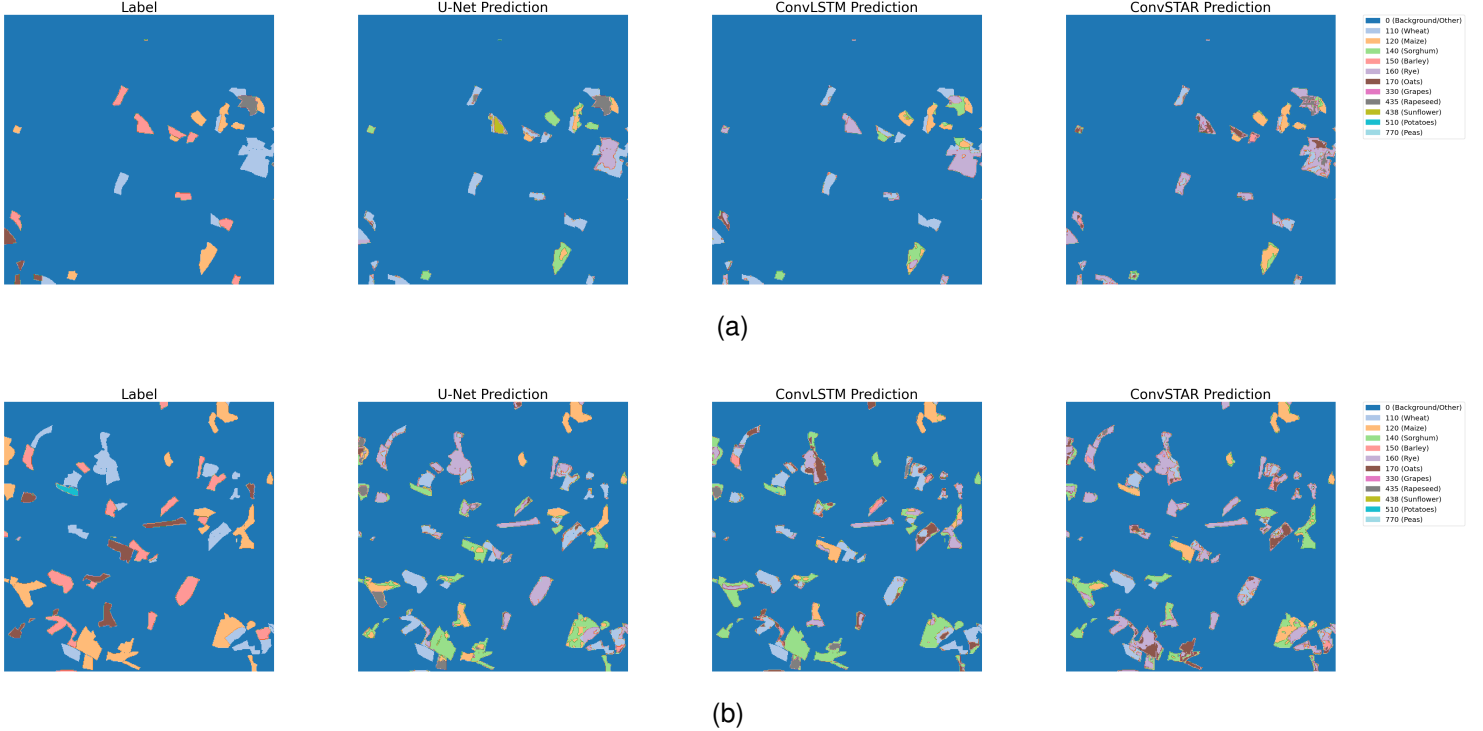 Label
U-Net Prediction
ConvLSTM Prediction
ConvSTAR Prediction
0 (Background/Other)
110 (Wheat)
120 (Maize)
140 (Sorghum)
150 (Barley)
160 (Rye)
170 (Oats)
330 (Grapes)
435 (Rapeseed)
438 (Sunflower)
510 (Potatoes)
770 (Peas)
(a)
Label
U-Net Prediction
ConvLSTM Prediction
ConvSTAR Prediction
0 (Background/Other)
110 (Wheat)
120 (Maize)
140 (Sorghum)
150 (Barley)
160 (Rye)
170 (Oats)
330 (Grapes)
435 (Rapeseed)
438 (Sunflower)
510 (Potatoes)
770 (Peas)
(b)